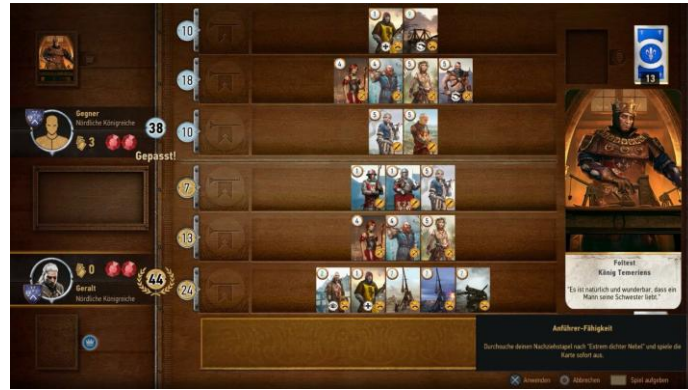 10
18
10
Gegner
Nördliche Königreiche
3
38
Gepasst!
7
13
24
0
44
Geralt
Nördliche Königreiche
13
Foltest
König Temeriens
"Es ist natürlich und wunderbar, dass ein
Mann seine Schwester liebt."
Anführer-Fähigkeit
Durchsuche deinen Nachziehstapel nach "Extrem dichter Nebel" und spiele die
Karte sofort aus.
Anwenden
Abbrechen
Spiel aufgeben